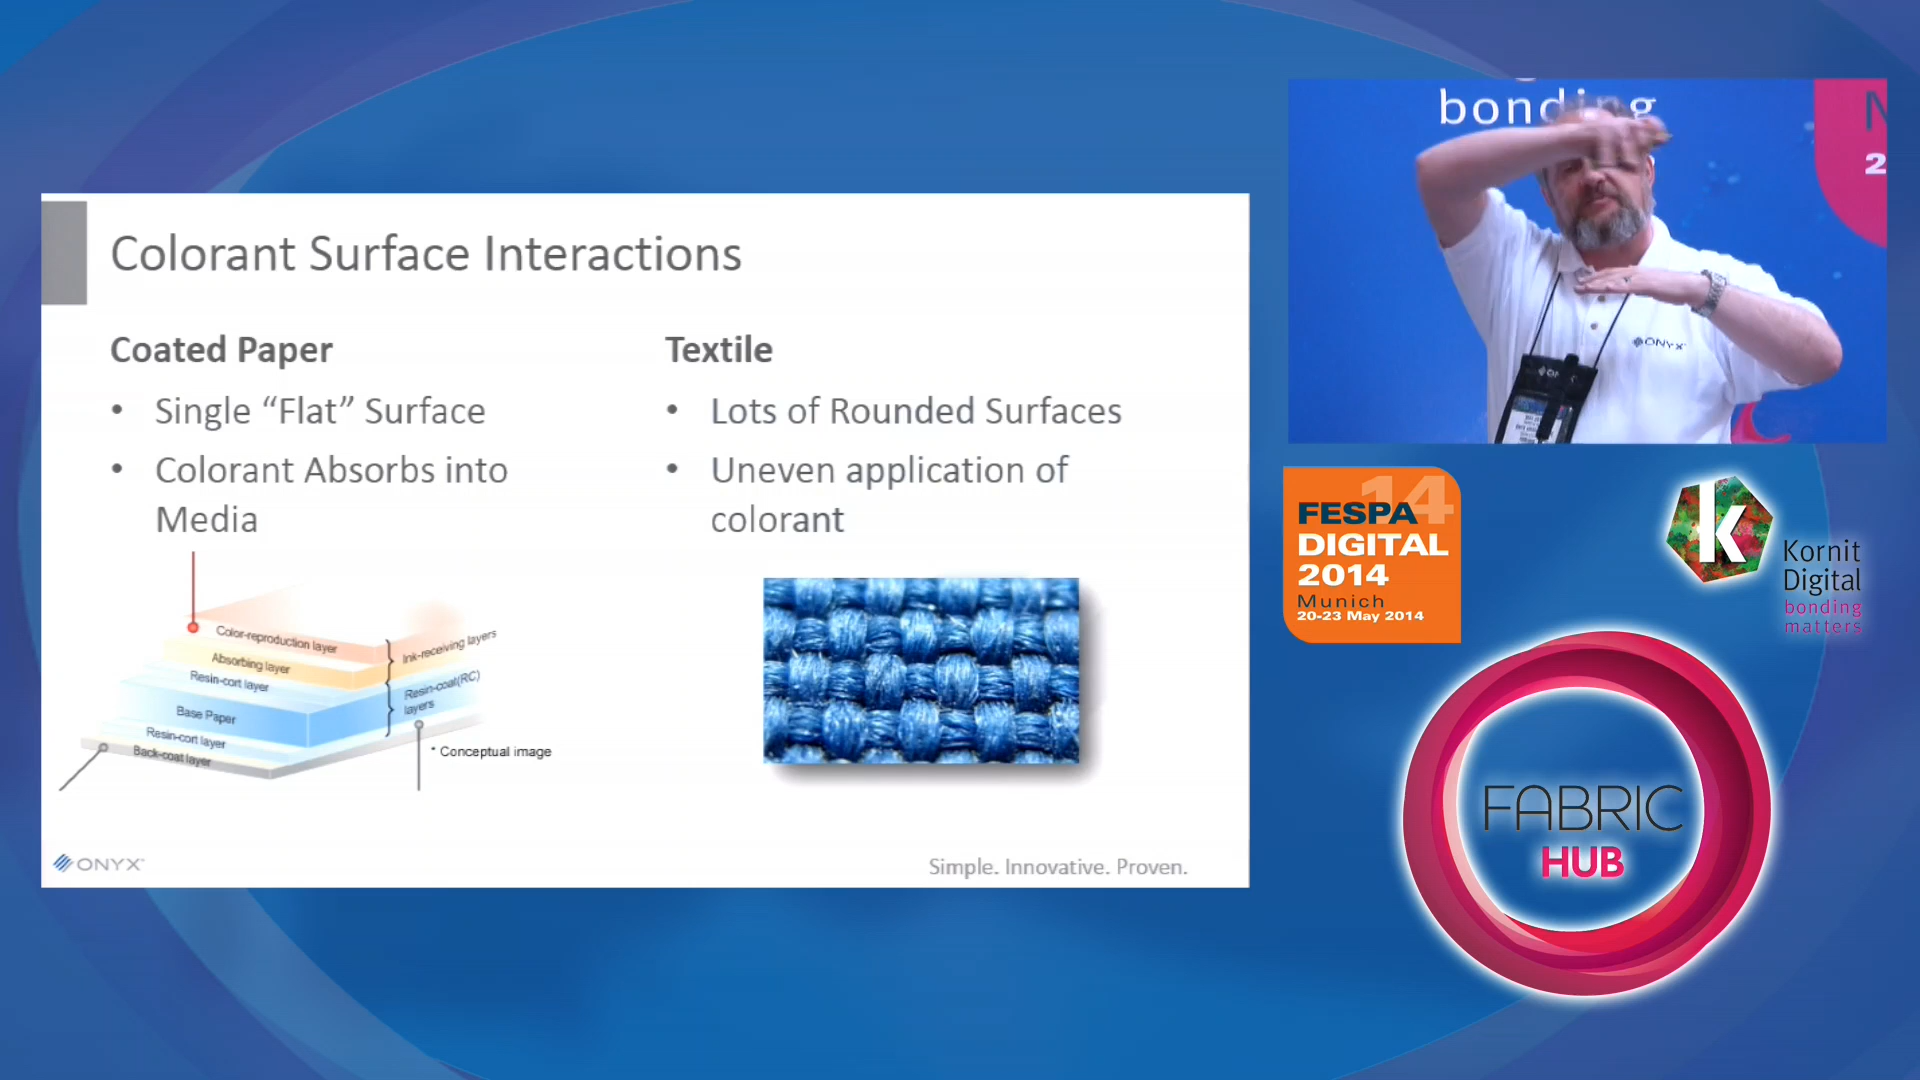 Colorant Surface Interactions
Coated Paper
• Single “Flat” Surface
• Colorant Absorbs into
Media
Color-reproduction layer
Absorbing layer
Resin-cort layer
Base Paper
Resin-cort layer
Back-coat layer
Ink-receiving layers
Resin-coat(RC)
layers
* Conceptual image
Textile
• Lots of Rounded Surfaces
• Uneven application of
colorant
ONYX
Simple. Innovative. Proven.
bonding
N
2
ONYX
14
FESPA
DIGITAL
2014
Munich
20-23 May 2014
k
Kornit
Digital
bonding
matters
FABRIC
HUB